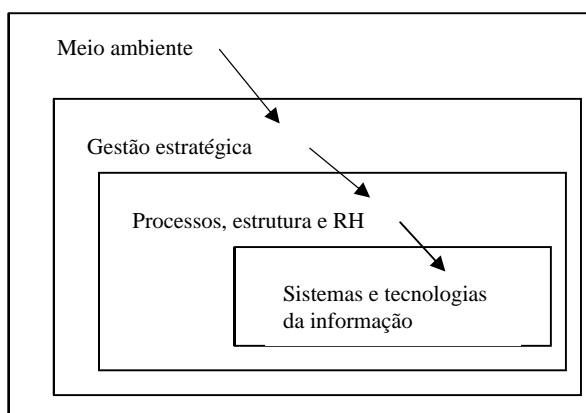 Meio ambiente
Gestão estratégica
Processos, estrutura e RH
Sistemas e tecnologias
da informação